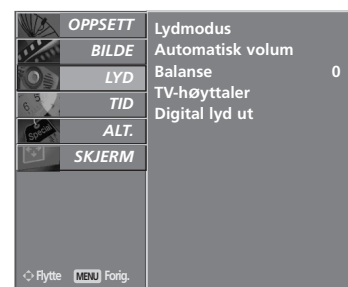 OPPSETT
BILDE
LYD
TID
ALT.
SKJERM
Lydmodus
Automatisk volum
Balanse 0
TV-høyttaler
Digital lyd ut
Flytte MENU Forig.